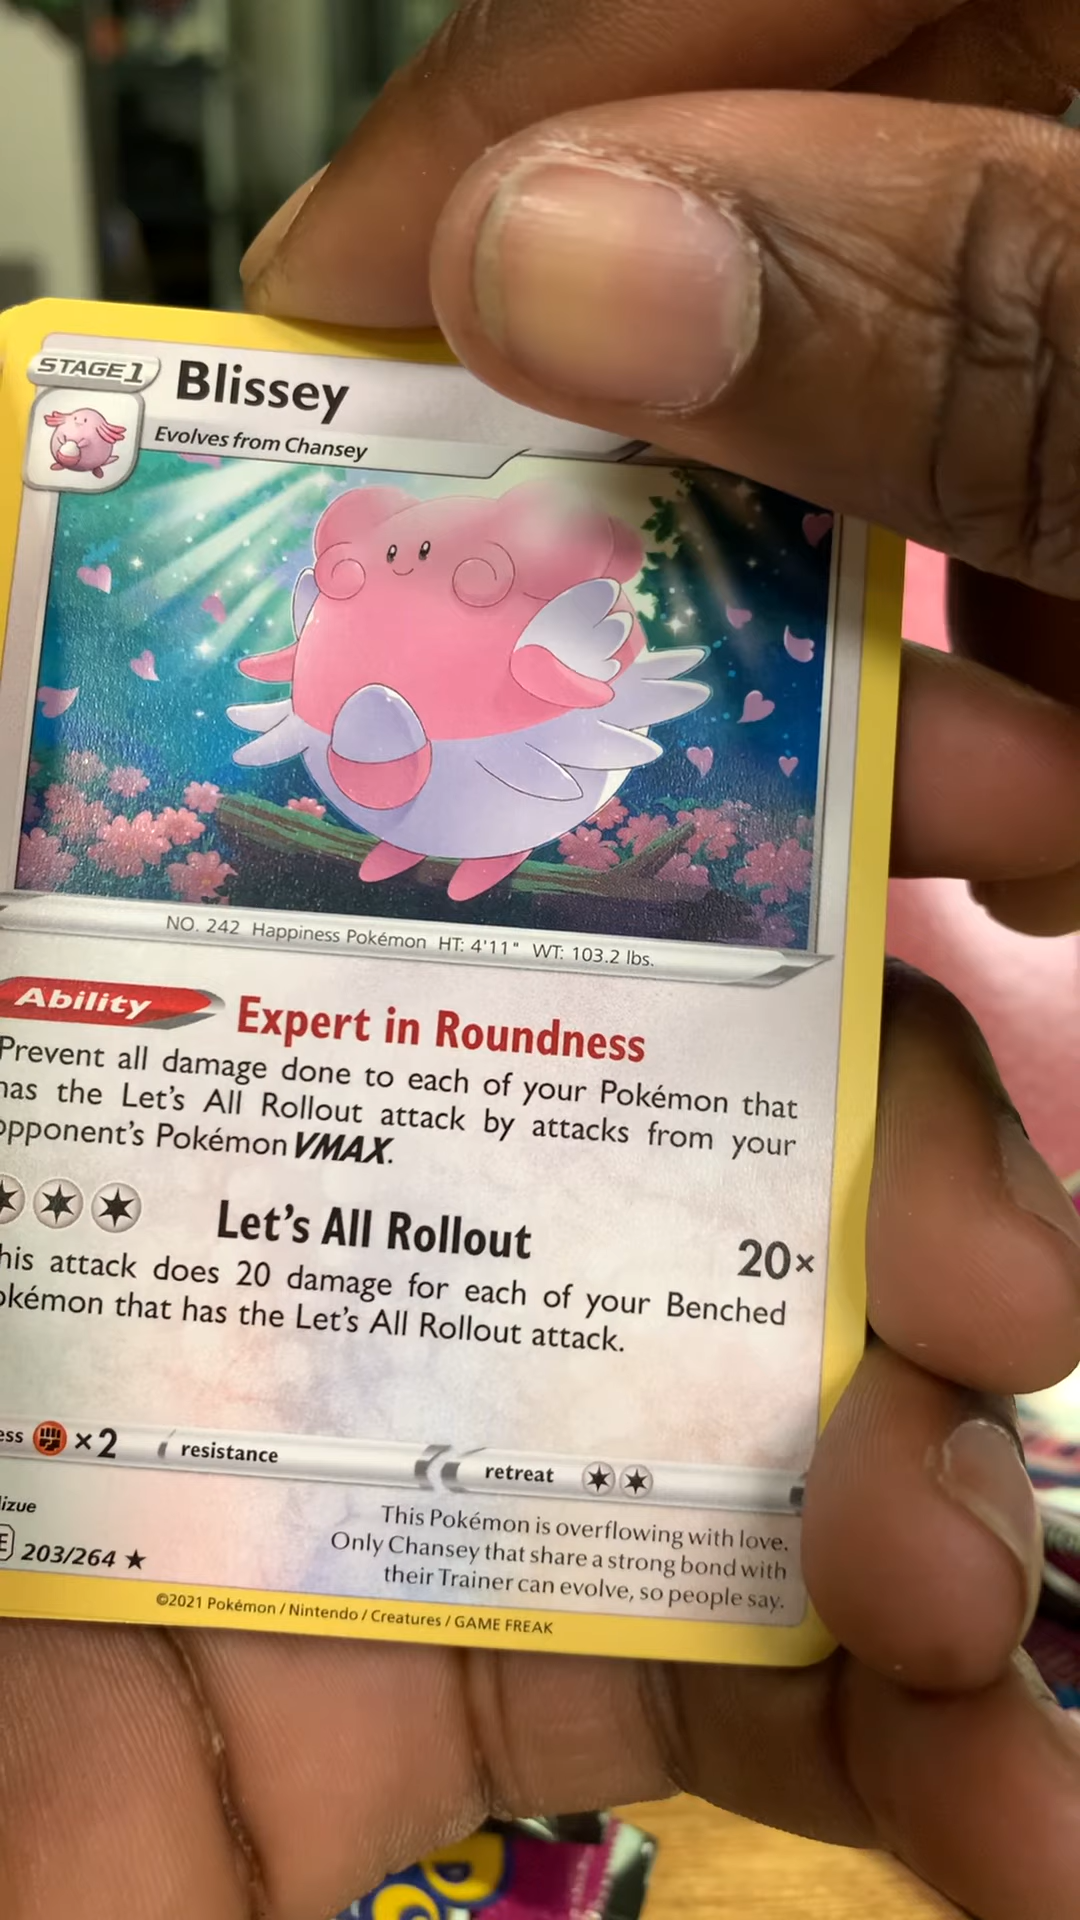 STAGE 1
Blissey
Evolves from Chansey
NO. 242 Happiness Pokémon HT: 4'11" WT: 103.2 lbs.
Ability Expert in Roundness
Prevent all damage done to each of your Pokémon that
has the Let's All Rollout attack by attacks from your
opponent's Pokémon VMAX.
Let's All Rollout 20×
his attack does 20 damage for each of your Benched
okémon that has the Let's All Rollout attack.
ess ×2 resistance retreat
izue
E 203/264 ★
This Pokémon is overflowing with love.
Only Chansey that share a strong bond with
their Trainer can evolve, so people say.
©2021 Pokémon / Nintendo / Creatures / GAME FREAK